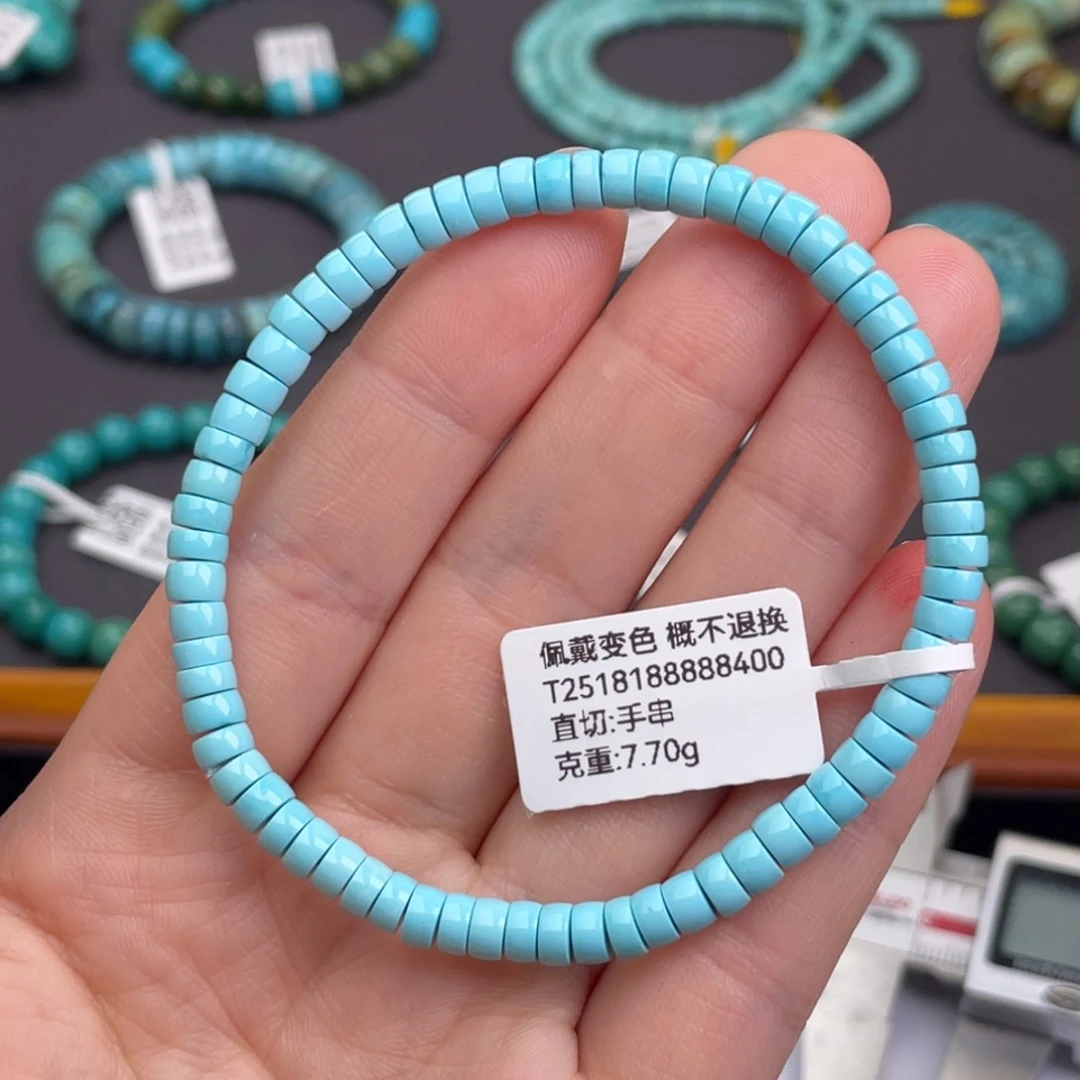 佩戴变色 概不退换
T2518188888400
直切:手串
克重:7.70g